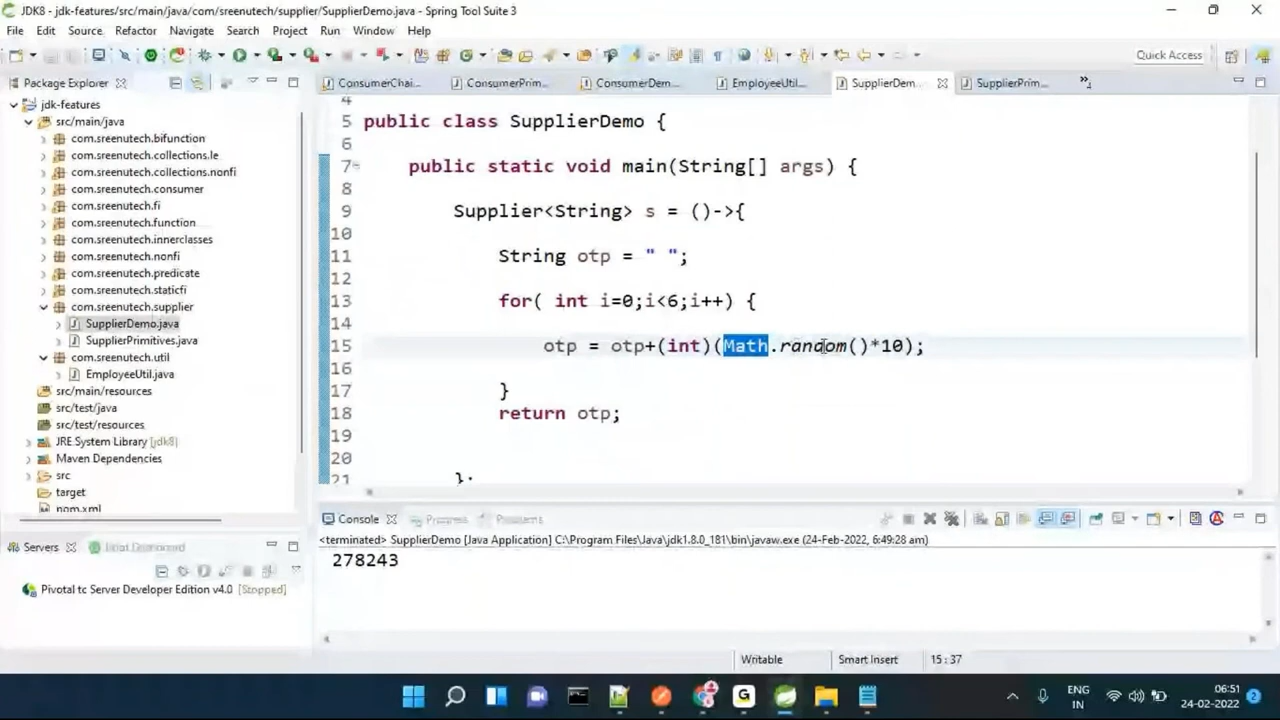 JDK8 - jdk-features/src/main/java/com/sreenutech/supplier/SupplierDemo.java - Spring Tool Suite 3
File Edit Source Refactor Navigate Search Project Run Window Help
Quick Access
Package Explorer
ConsumerChai... ConsumerPrim... ConsumerDem... EmployeeUtil... SupplierDem... SupplierPrim...
jdk-features
src/main/java
com.sreenutech.bifunction
com.sreenutech.collections.le
com.sreenutech.collections.nonfi
com.sreenutech.consumer
com.sreenutech.fi
com.sreenutech.function
com.sreenutech.innerclasses
com.sreenutech.nonfi
com.sreenutech.predicate
com.sreenutech.staticfi
com.sreenutech.supplier
SupplierDemo.java
SupplierPrimitives.java
com.sreenutech.util
EmployeeUtil.java
src/main/resources
src/test/java
src/test/resources
JRE System Library [jdk8]
Maven Dependencies
src
target
pom.xml
4
5 public class SupplierDemo {
6
7 public static void main(String[] args) {
8
9 Supplier<String> s = ()->{
10
11 String otp = " ";
12
13 for( int i=0;i<6;i++) {
14
15 otp = otp+(int)(Math.random()*10);
16
17 }
18 return otp;
19
20
21 };
Servers Boot Dashboard
Pivotal tc Server Developer Edition v4.0 [Stopped]
Console Progress Problems
<terminated> SupplierDemo [Java Application] C:\Program Files\Java\jdk1.8.0_181\bin\javaw.exe (24-Feb-2022, 6:49:28 am)
278243
Writable Smart Insert 15 : 37
ENG
IN
06:51
24-02-2022
2